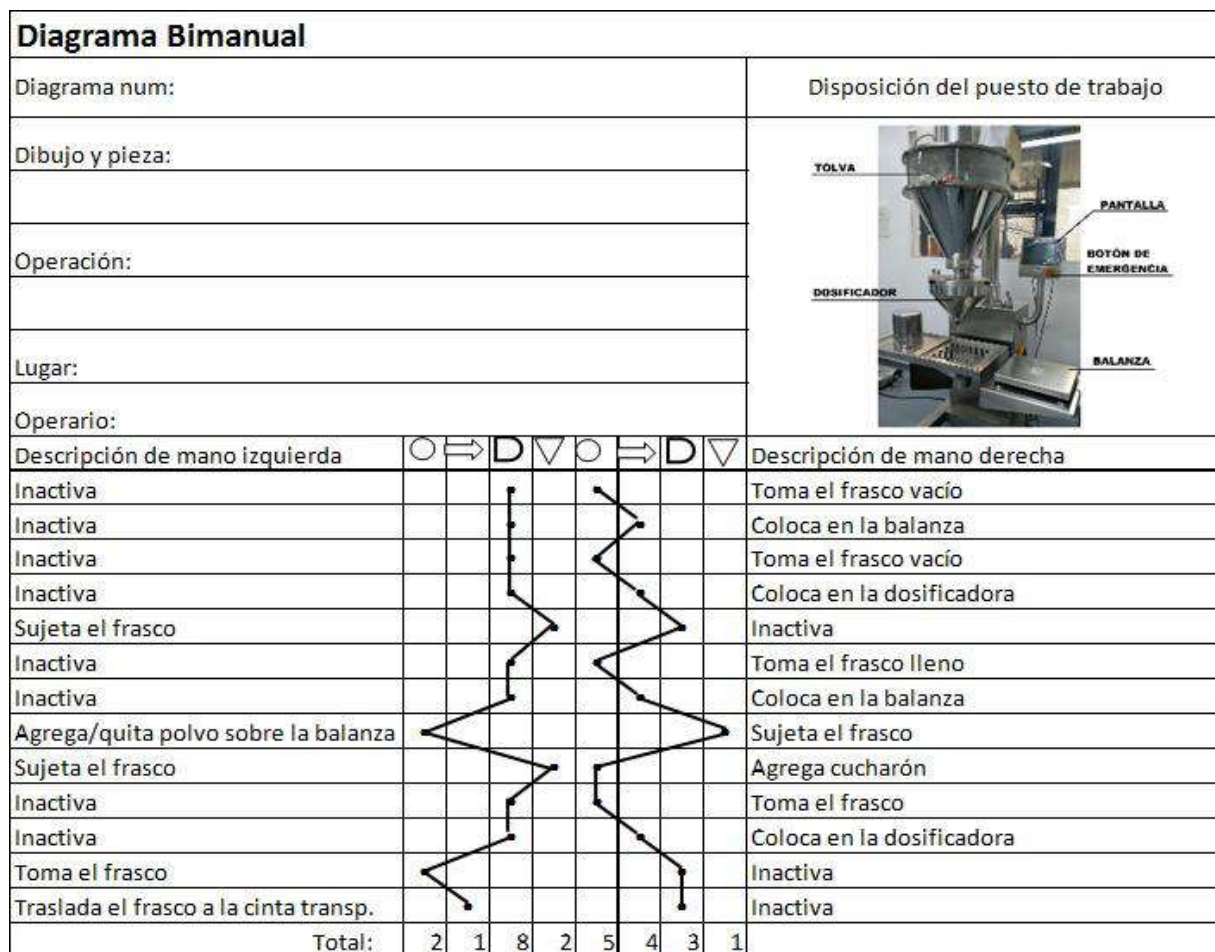 Diagrama Bimanual
Diagrama num:
Disposición del puesto de trabajo
Dibujo y pieza:
TOLVA
PANTALLA
Operación:
BOTÓN DE
EMERGENCIA
DOSIFICADOR
BALANZA
Lugar:
Operario:
Descripción de mano izquierda Descripción de mano derecha
Inactiva Toma el frasco vacío
Inactiva Coloca en la balanza
Inactiva Toma el frasco vacío
Inactiva Coloca en la dosificadora
Sujeta el frasco Inactiva
Inactiva Toma el frasco lleno
Inactiva Coloca en la balanza
Agrega/quita polvo sobre la balanza Sujeta el frasco
Sujeta el frasco Agrega cucharón
Inactiva Toma el frasco
Inactiva Coloca en la dosificadora
Toma el frasco Inactiva
Traslada el frasco a la cinta transp. Inactiva
Total: 2 1 8 2 5 4 3 1